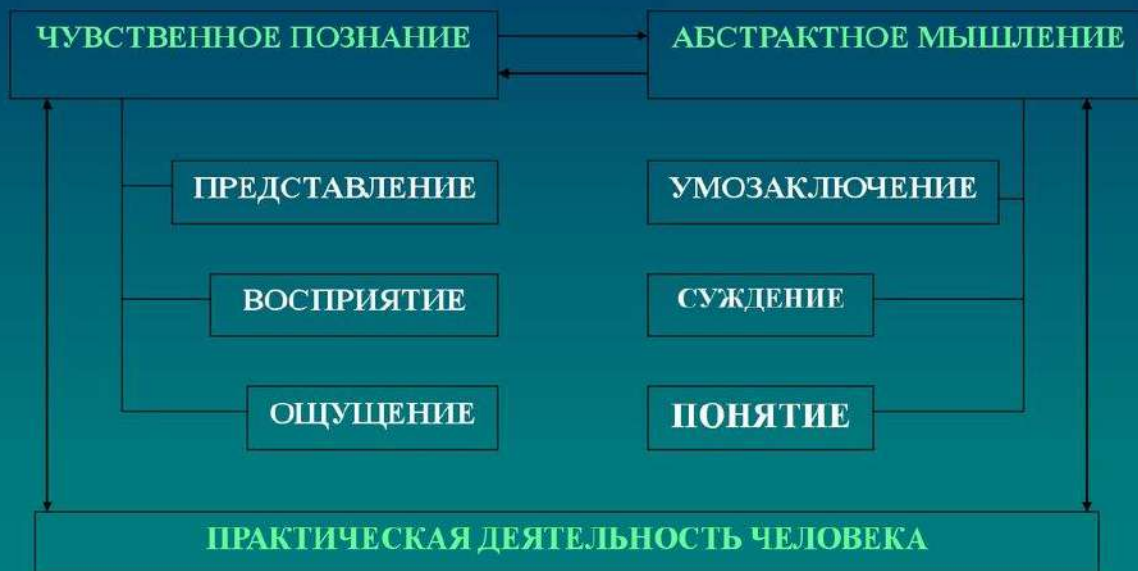 ЧУВСТВЕННОЕ ПОЗНАНИЕ
АБСТРАКТНОЕ МЫШЛЕНИЕ
ПРЕДСТАВЛЕНИЕ
УМОЗАКЛЮЧЕНИЕ
ВОСПРИЯТИЕ
СУЖДЕНИЕ
ОЩУЩЕНИЕ
ПОНЯТИЕ
ПРАКТИЧЕСКАЯ ДЕЯТЕЛЬНОСТЬ ЧЕЛОВЕКА